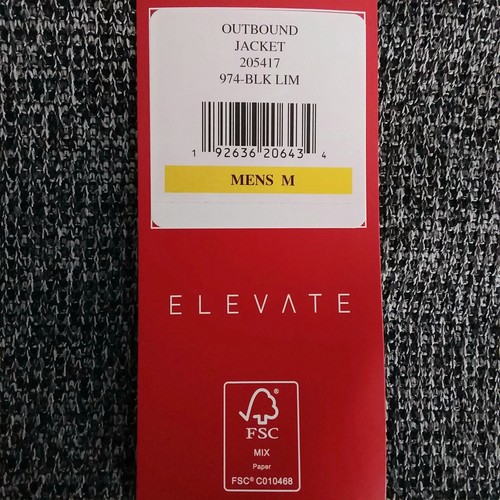 OUTBOUND
JACKET
205417
974-BLK LIM
1 92636 20643 4
MENS M
ELEVATE
FSC
MIX
Paper
FSC® C010468